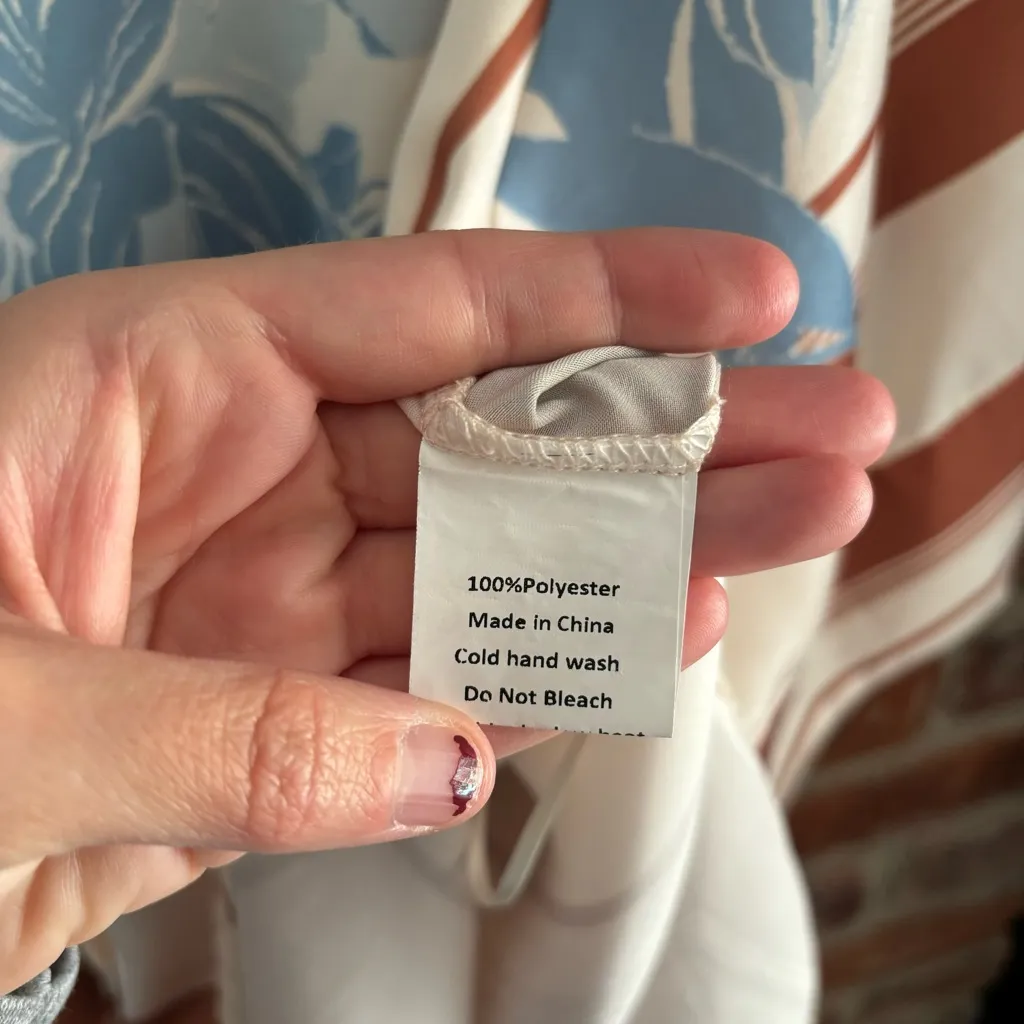 100%Polyester
Made in China
Cold hand wash
Do Not Bleach